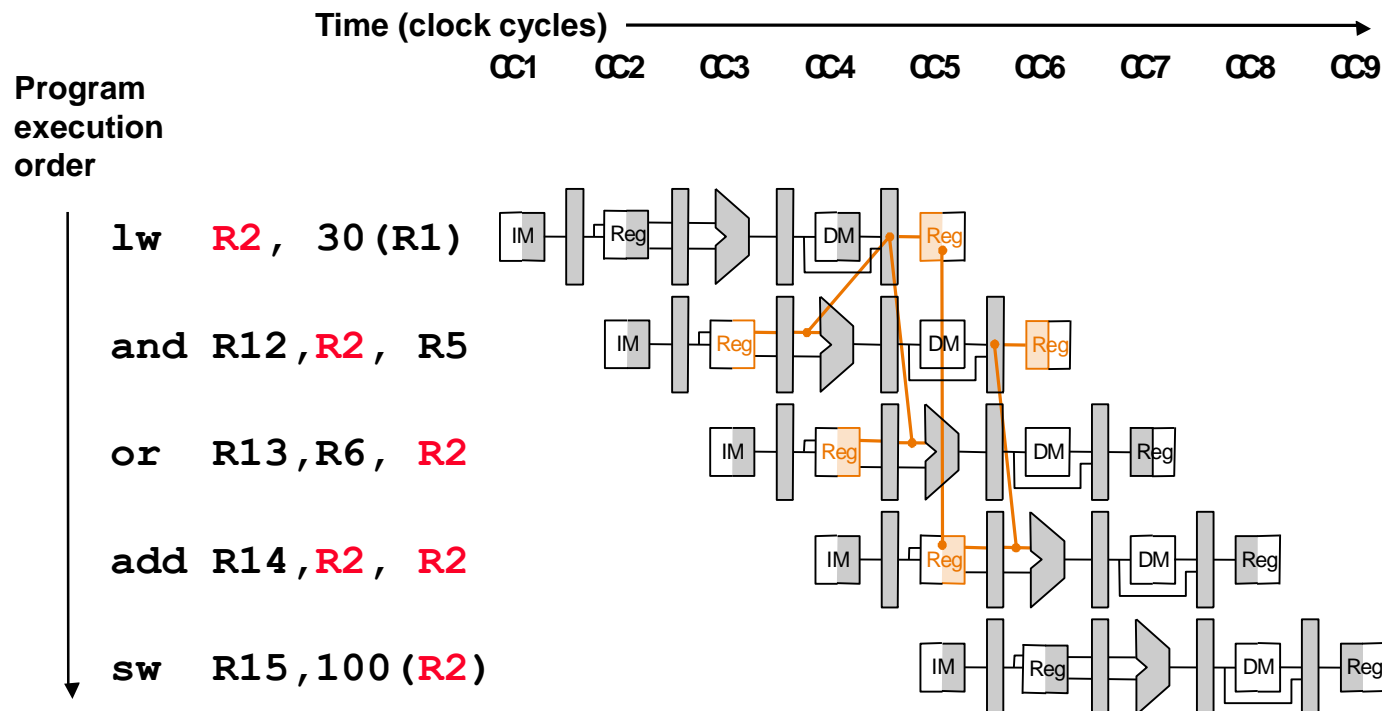 Time (clock cycles)
CC1 CC2 CC3 CC4 CC5 CC6 CC7 CC8 CC9
Program
execution
order
lw R2, 30(R1)
IM Reg DM Reg
and R12,R2, R5
IM Reg DM Reg
or R13,R6, R2
IM Reg DM Reg
add R14,R2, R2
IM Reg DM Reg
sw R15,100(R2)
IM Reg DM Reg